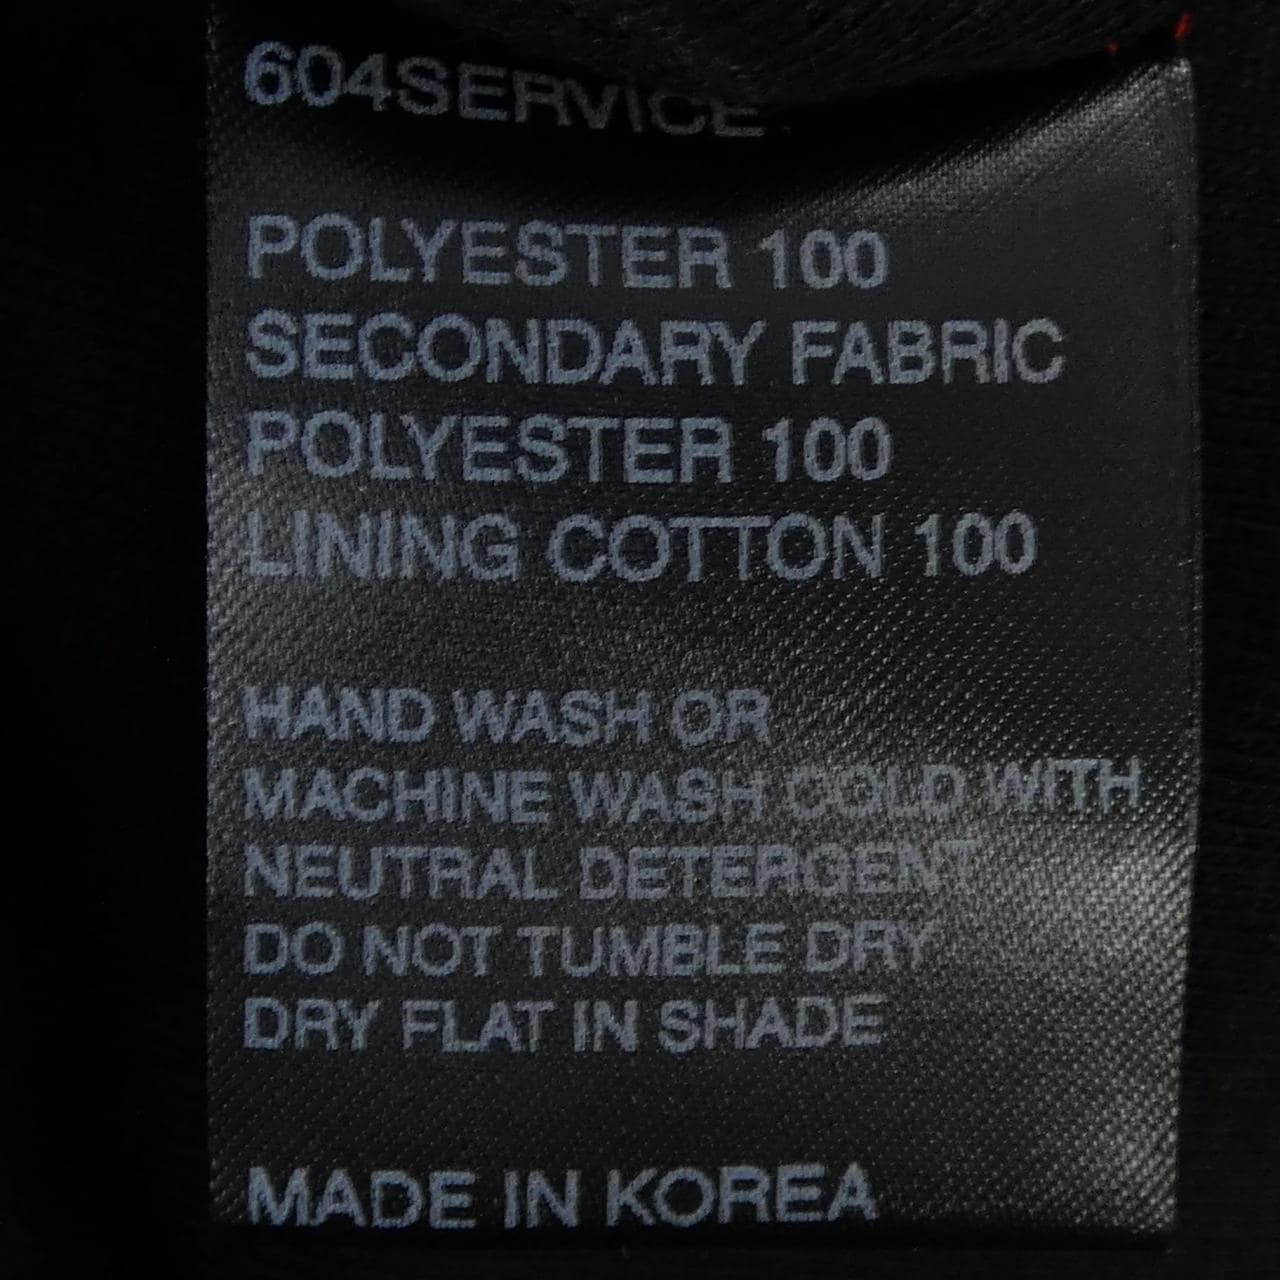 604SERVICE
POLYESTER 100
SECONDARY FABRIC
POLYESTER 100
LINING COTTON 100
HAND WASH OR
MACHINE WASH COLD WITH
NEUTRAL DETERGENT
DO NOT TUMBLE DRY
DRY FLAT IN SHADE
MADE IN KOREA